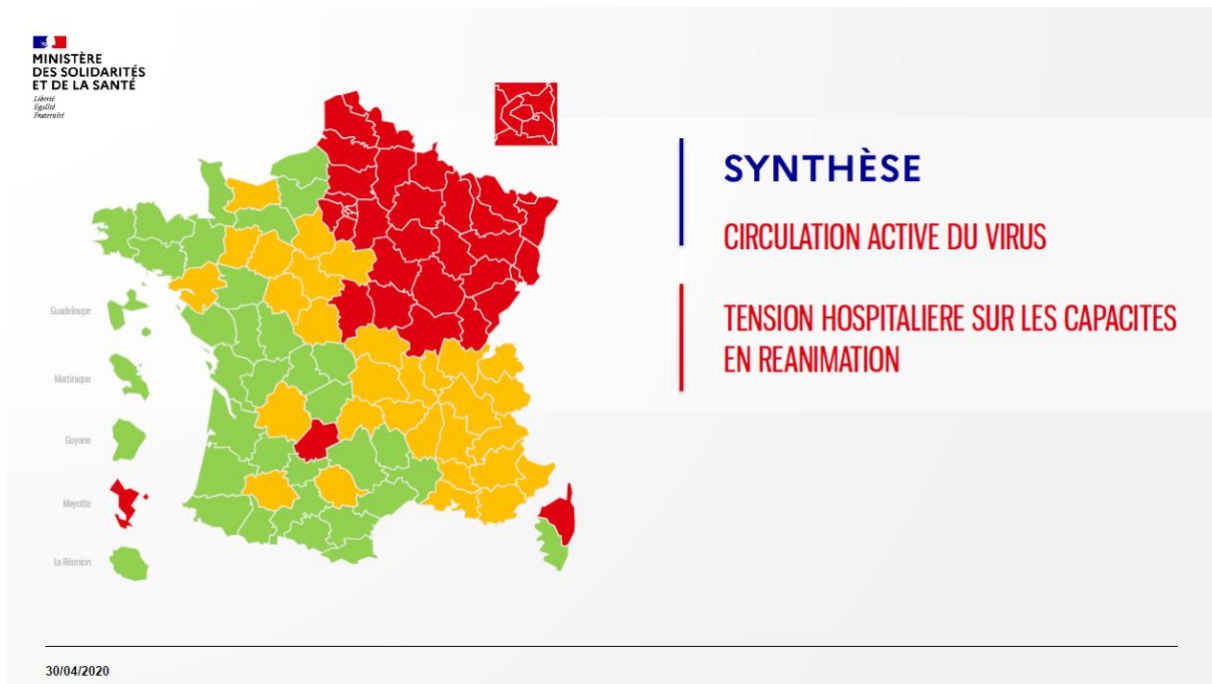 MINISTÈRE
DES SOLIDARITÉS
ET DE LA SANTÉ
Liberté
Égalité
Fraternité
SYNTHÈSE
CIRCULATION ACTIVE DU VIRUS
TENSION HOSPITALIERE SUR LES CAPACITES
EN REANIMATION
Guadeloupe
Martinique
Guyane
Mayotte
La Réunion
30/04/2020